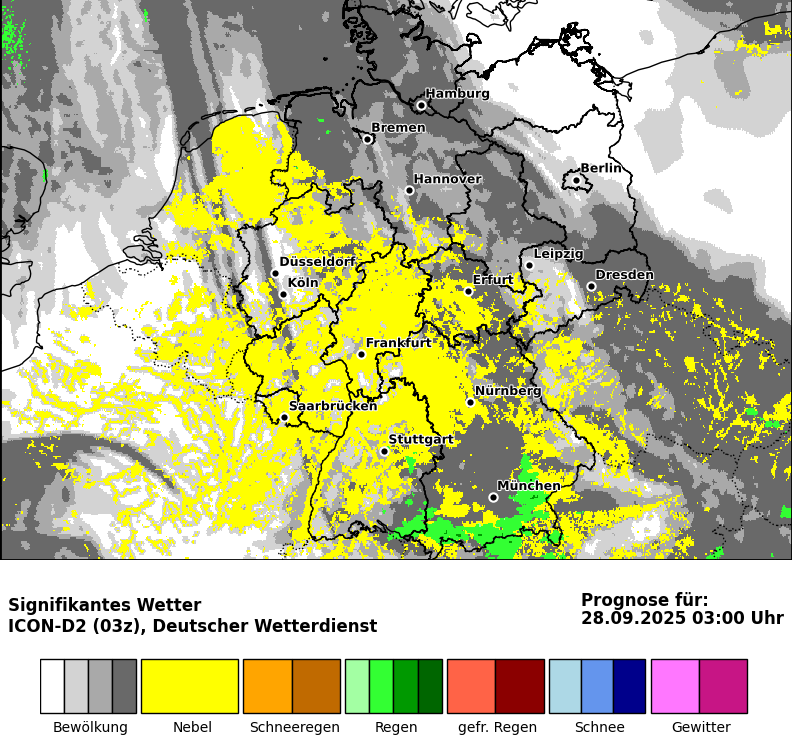 Hamburg
Bremen
Berlin
Hannover
Leipzig
Düsseldorf
Dresden
Köln
Erfurt
Frankfurt
Nürnberg
Saarbrücken
Stuttgart
München
Signifikantes Wetter
ICON-D2 (03z), Deutscher Wetterdienst
Prognose für:
28.09.2025 03:00 Uhr
Bewölkung Nebel Schneeregen Regen gefr. Regen Schnee Gewitter